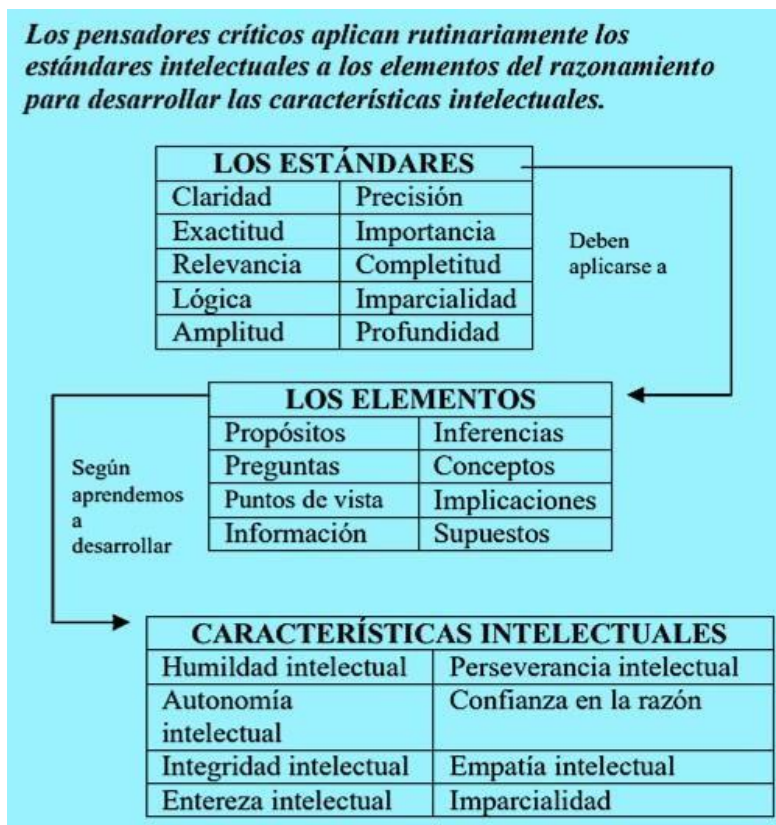 Los pensadores críticos aplican rutinariamente los
estándares intelectuales a los elementos del razonamiento
para desarrollar las características intelectuales.
LOS ESTÁNDARES
Claridad Precisión
Exactitud Importancia
Relevancia Completitud
Lógica Imparcialidad
Amplitud Profundidad
Deben
aplicarse a
LOS ELEMENTOS
Propósitos Inferencias
Preguntas Conceptos
Puntos de vista Implicaciones
Información Supuestos
Según
aprendemos
a
desarrollar
CARACTERÍSTICAS INTELECTUALES
Humildad intelectual Perseverancia intelectual
Autonomía Confianza en la razón
intelectual
Integridad intelectual Empatía intelectual
Entereza intelectual Imparcialidad